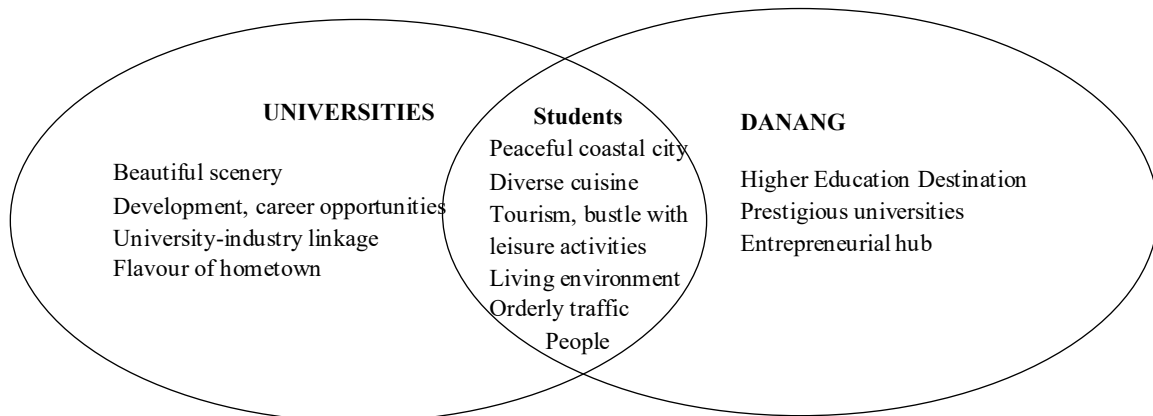 UNIVERSITIES
Beautiful scenery
Development, career opportunities
University-industry linkage
Flavour of hometown
Students
Peaceful coastal city
Diverse cuisine
Tourism, bustle with
leisure activities
Living environment
Orderly traffic
People
DANANG
Higher Education Destination
Prestigious universities
Entrepreneurial hub